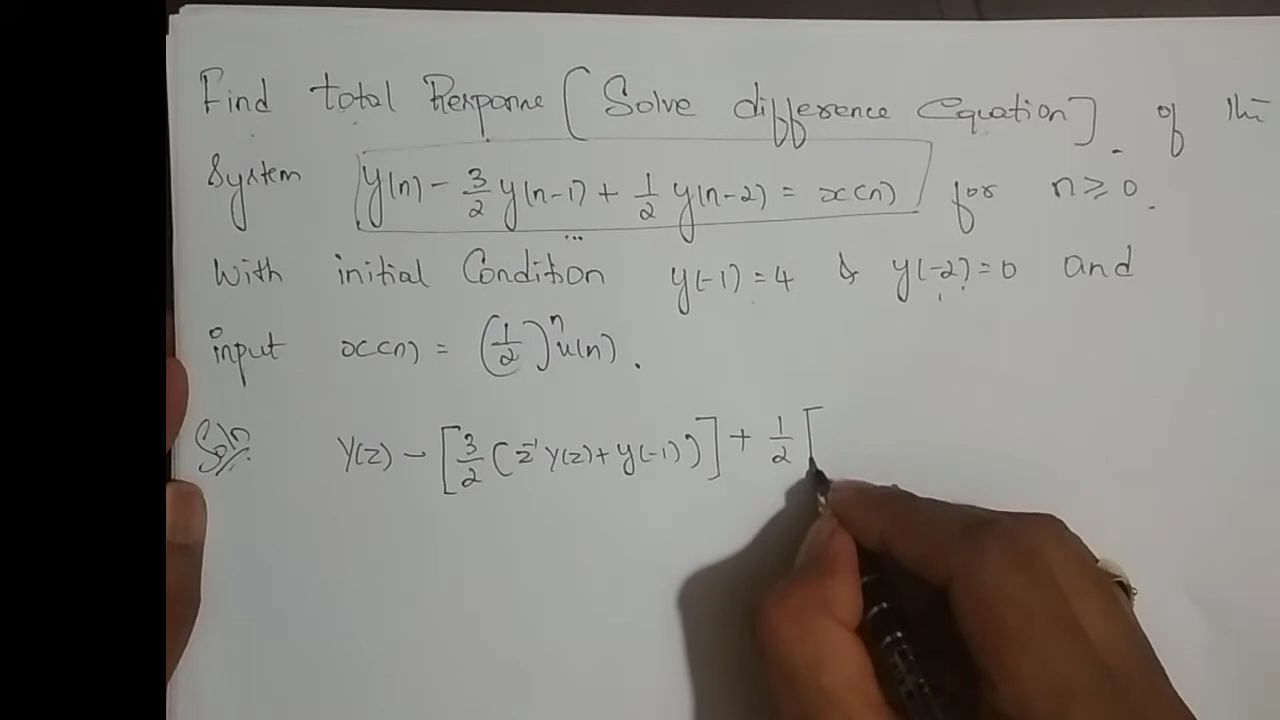 Find total Response [Solve difference Equation] of the
System y(n) - 3/2 y(n-1) + 1/2 y(n-2) = x(n) for n ≥ 0.
With initial Condition y(-1) = 4 & y(-2) = 0 and
input x(n) = (1/2)^n u(n).
Soln Y(z) - [3/2 (z^-1 Y(z) + y(-1))] + 1/2 [